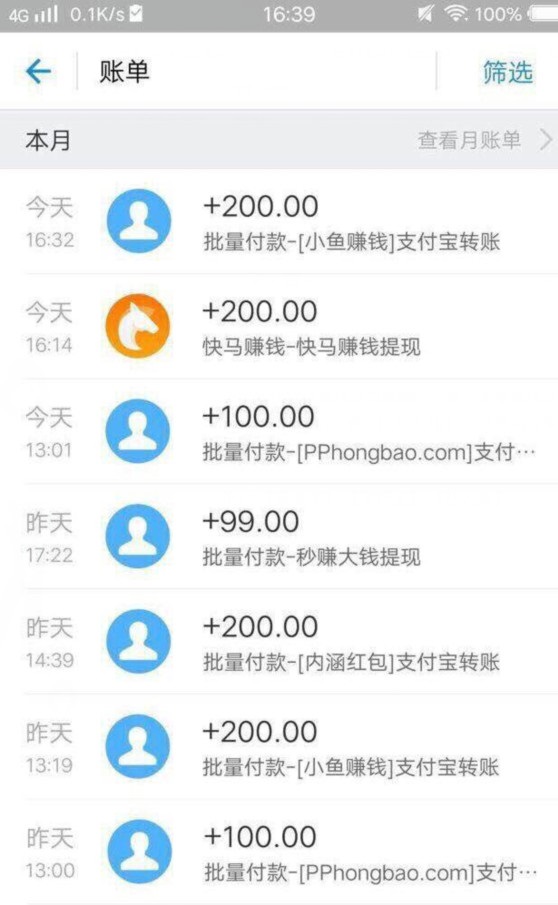 4G 0.1K/s 16:39 100%
账单 筛选
本月 查看月账单
今天 +200.00
16:32 批量付款-[小鱼赚钱]支付宝转账
今天 +200.00
16:14 快马赚钱-快马赚钱提现
今天 +100.00
13:01 批量付款-[PPhongbao.com]支付…
昨天 +99.00
17:22 批量付款-秒赚大钱提现
昨天 +200.00
14:39 批量付款-[内涵红包]支付宝转账
昨天 +200.00
13:19 批量付款-[小鱼赚钱]支付宝转账
昨天 +100.00
13:00 批量付款-[PPhongbao.com]支付…